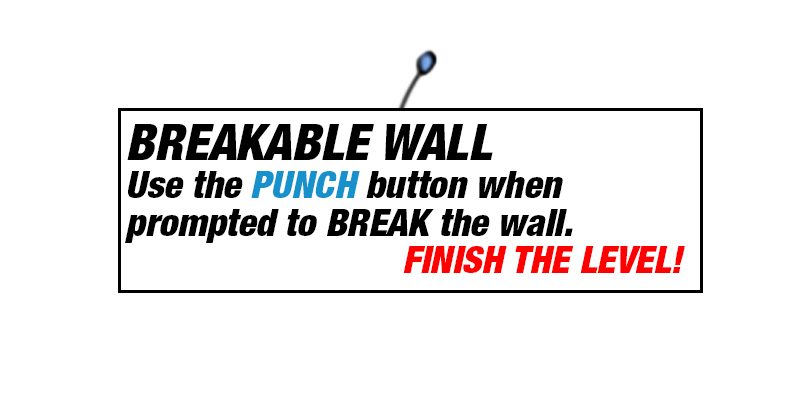 BREAKABLE WALL
Use the PUNCH button when
prompted to BREAK the wall.
FINISH THE LEVEL!